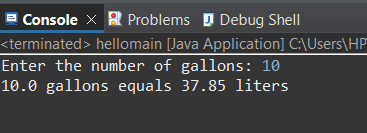 Console × Problems Debug Shell
<terminated> hellomain [Java Application] C:\Users\HP
Enter the number of gallons: 10
10.0 gallons equals 37.85 liters